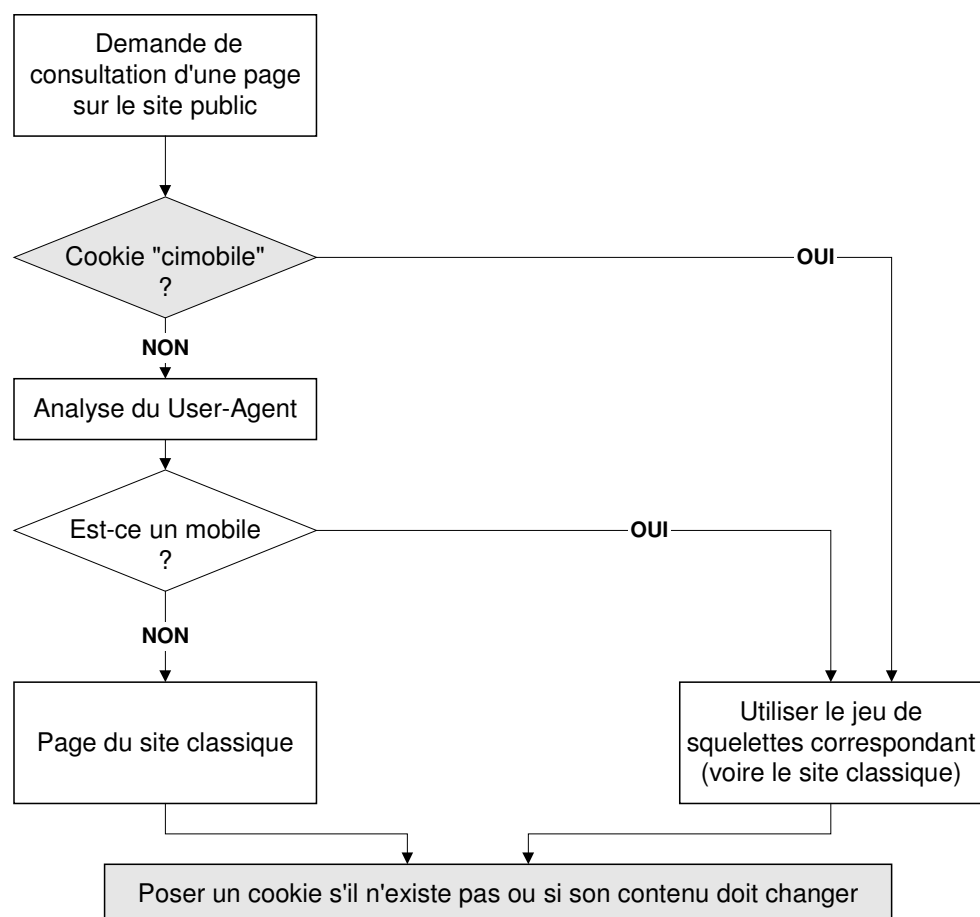 Demande de
consultation d'une page
sur le site public
Cookie "cimobile"
?
OUI
NON
Analyse du User-Agent
Est-ce un mobile
?
OUI
NON
Page du site classique
Utiliser le jeu de
squelettes correspondant
(voire le site classique)
Poser un cookie s'il n'existe pas ou si son contenu doit changer